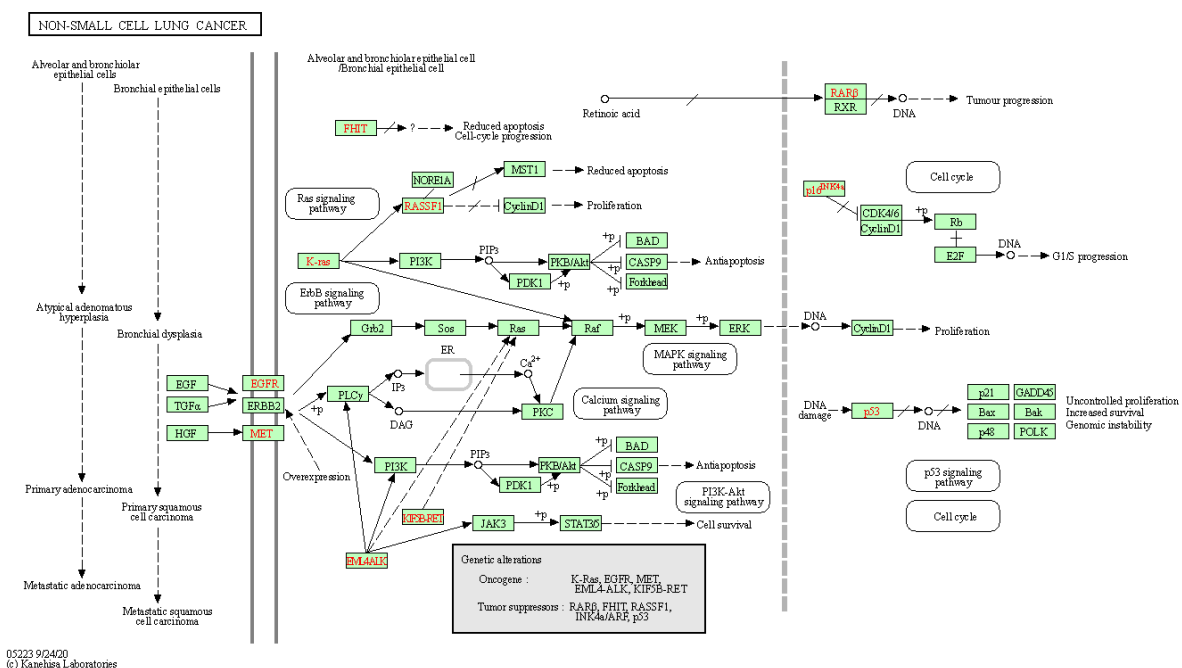 NON-SMALL CELL LUNG CANCER
Alveolar and bronchiolar
epithelial cells
Bronchial epithelial cells
Atypical adenomatous
hyperplasia
Bronchial dysplasia
Primary adenocarcinoma
Primary squamous
cell carcinoma
Metastatic adenocarcinoma
Metastatic squamous
cell carcinoma
Alveolar and bronchiolar epithelial cell
/Bronchial epithelial cell
Retinoic acid
RARβ
RXR
DNA
Tumour progression
FHIT
?
Reduced apoptosis
Cell-cycle progression
NORE1A
MST1
Reduced apoptosis
Ras signaling
pathway
RASSF1
CyclinD1
Proliferation
K-ras
PI3K
PIP3
PDK1
+p
PKB/Akt
+p
+p
BAD
CASP9
Forkhead
Antiapoptosis
ErbB signaling
pathway
Grb2
Sos
Ras
Raf
+p
MEK
+p
ERK
DNA
CyclinD1
Proliferation
MAPK signaling
pathway
ER
IP3
Ca2+
EGF
TGFα
HGF
EGFR
ERBB2
MET
Overexpression
+p
PLCγ
DAG
PKC
Calcium signaling
pathway
PI3K
PIP3
PDK1
+p
PKB/Akt
+p
+p
BAD
CASP9
Forkhead
Antiapoptosis
PI3K-Akt
signaling pathway
KIF5B-RET
JAK3
+p
STAT3/5
Cell survival
EML4ALK
p16INK4a
CDK4/6
CyclinD1
+p
Rb
E2F
DNA
G1/S progression
Cell cycle
DNA
damage
p53
DNA
p21
GADD45
Bax
Bak
p48
POLK
Uncontrolled proliferation
Increased survival
Genomic instability
p53 signaling
pathway
Cell cycle
Genetic alterations
Oncogene : K-Ras, EGFR, MET,
EML4-ALK, KIF5B-RET
Tumor suppressors : RARβ, FHIT, RASSF1,
INK4a/ARF, p53
05223 9/24/20
(c) Kanehisa Laboratories